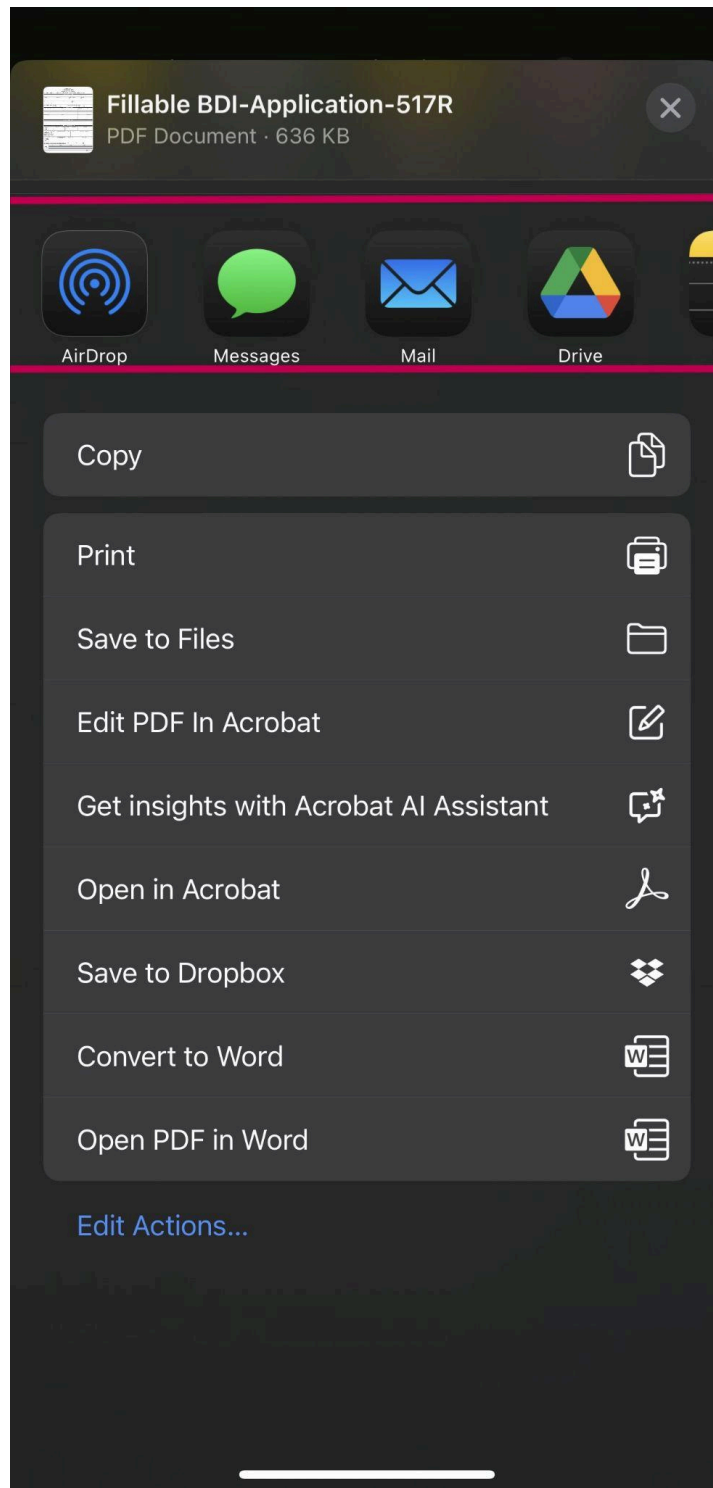 Fillable BDI-Application-517R
PDF Document · 636 KB
AirDrop
Messages
Mail
Drive
Copy
Print
Save to Files
Edit PDF In Acrobat
Get insights with Acrobat AI Assistant
Open in Acrobat
Save to Dropbox
Convert to Word
W
Open PDF in Word
W
Edit Actions...